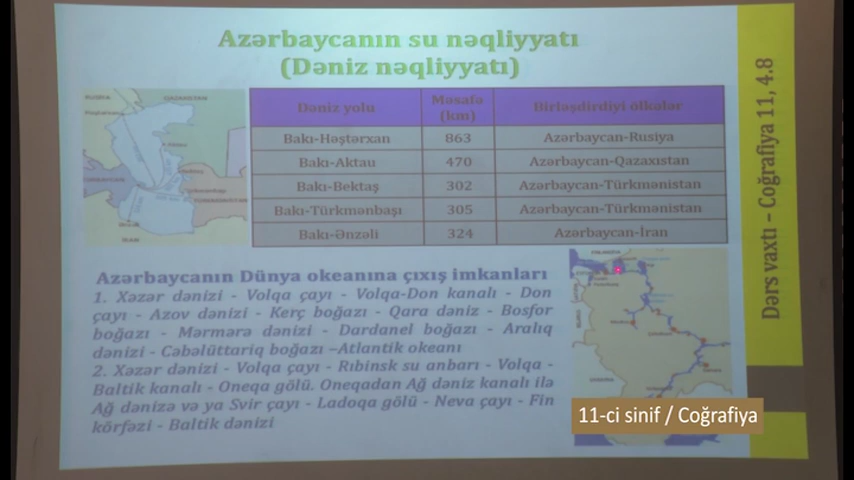 Azərbaycanın su nəqliyyatı
(Dəniz nəqliyyatı)
Dəniz yolu Məsafə (km) Birləşdirdiyi ölkələr
Bakı-Həştərxan 863 Azərbaycan-Rusiya
Bakı-Aktau 470 Azərbaycan-Qazaxıstan
Bakı-Bektaş 302 Azərbaycan-Türkmənistan
Bakı-Türkmənbaşı 305 Azərbaycan-Türkmənistan
Bakı-Ənzəli 324 Azərbaycan-İran
Azərbaycanın Dünya okeanına çıxış imkanları
1. Xəzər dənizi - Volqa çayı - Volqa-Don kanalı - Don
çayı - Azov dənizi - Kerç boğazı - Qara dəniz - Bosfor
boğazı - Mərmərə dənizi - Dardanel boğazı - Aralıq
dənizi - Cəbəlüttariq boğazı –Atlantik okeanı
2. Xəzər dənizi - Volqa çayı - Rıbinsk su anbarı - Volqa -
Baltik kanalı - Oneqa gölü. Oneqadan Ağ dəniz kanalı ilə
Ağ dənizə və ya Svir çayı - Ladoqa gölü - Neva çayı - Fin
körfəzi - Baltik dənizi
Dərs vaxtı – Coğrafiya 11, 4.8
11-ci sinif / Coğrafiya